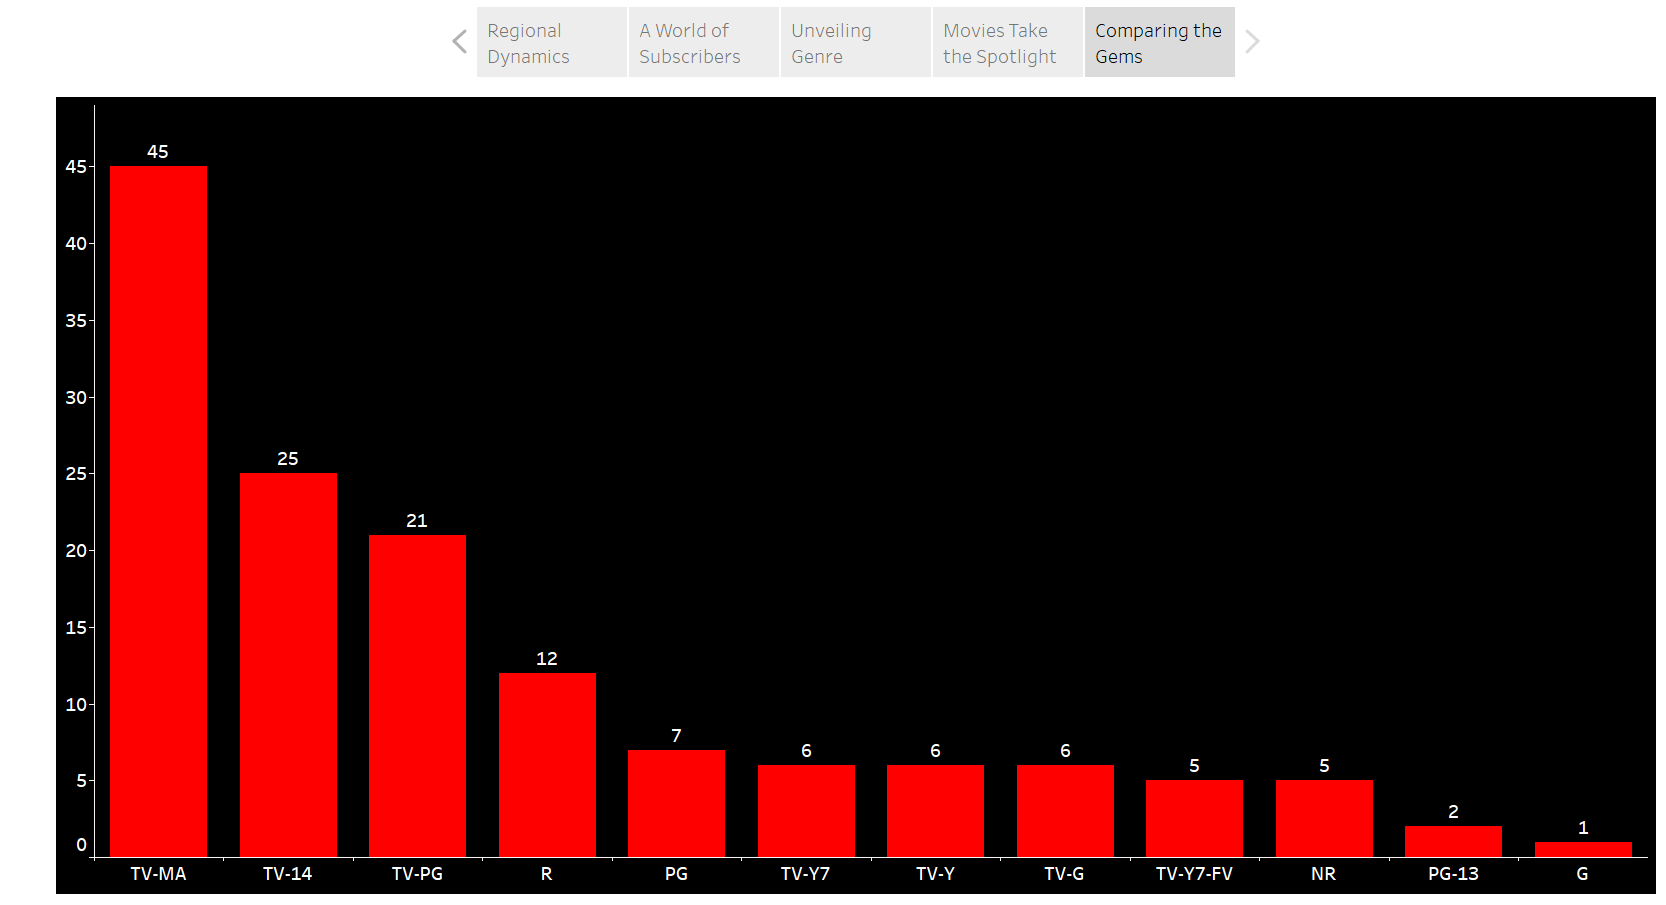 Regional
Dynamics
A World of
Subscribers
Unveiling
Genre
Movies Take
the Spotlight
Comparing the
Gems
45
40
35
30
25
20
15
10
5
0
45
25
21
12
7
6
6
6
5
5
2
1
TV-MA TV-14 TV-PG R PG TV-Y7 TV-Y TV-G TV-Y7-FV NR PG-13 G